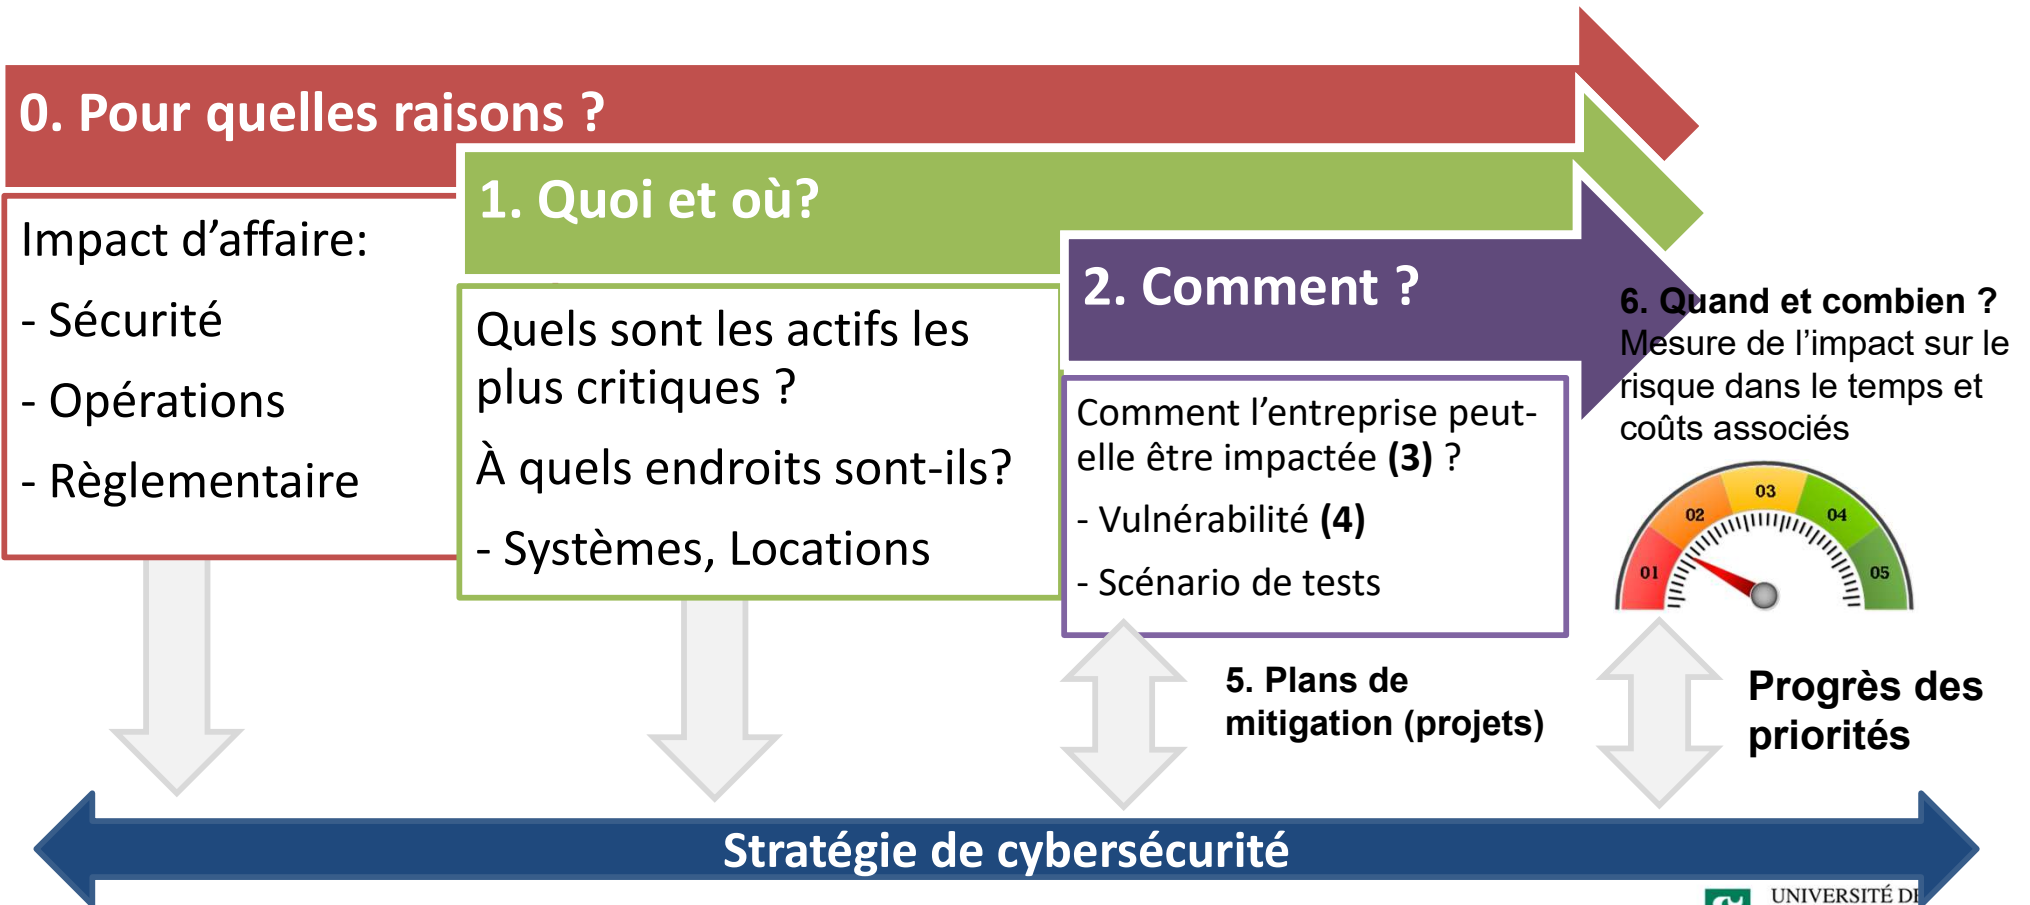 0. Pour quelles raisons ?
Impact d’affaire:
- Sécurité
- Opérations
- Règlementaire
1. Quoi et où?
Quels sont les actifs les
plus critiques ?
À quels endroits sont-ils?
- Systèmes, Locations
2. Comment ?
Comment l’entreprise peut-
elle être impactée (3) ?
- Vulnérabilité (4)
- Scénario de tests
5. Plans de
mitigation (projets)
6. Quand et combien ?
Mesure de l’impact sur le
risque dans le temps et
coûts associés
01
02
03
04
05
Progrès des
priorités
Stratégie de cybersécurité
UNIVERSITÉ